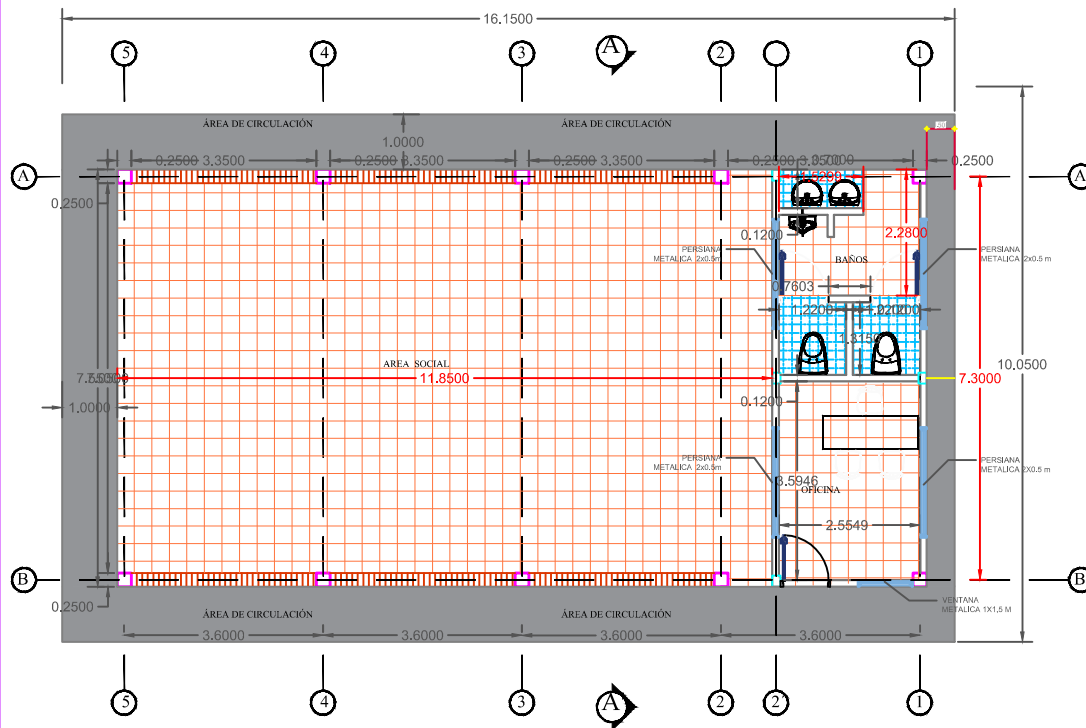 16.1500
5
4
3
A
2
1
ÁREA DE CIRCULACIÓN
ÁREA DE CIRCULACIÓN
1.0000
0.2500
3.3500
0.2500
3.3500
0.2500
3.3500
0.2500
0.2500
A
A
0.2500
0.1200
2.2800
PERSIANA
METALICA 2x0.5m
BAÑOS
PERSIANA
METALICA 2x0.5 m
0.7603
1.2200
AREA SOCIAL
10.0500
11.8500
7.3000
1.0000
0.1200
PERSIANA
METALICA 2x0.5m
PERSIANA
METALICA 2X0.5 m
3.5946
OFICINA
2.5549
B
B
0.2500
VENTANA
METALICA 1X1,5 M
ÁREA DE CIRCULACIÓN
ÁREA DE CIRCULACIÓN
3.6000
3.6000
3.6000
3.6000
5
4
3
A
2
2'
1